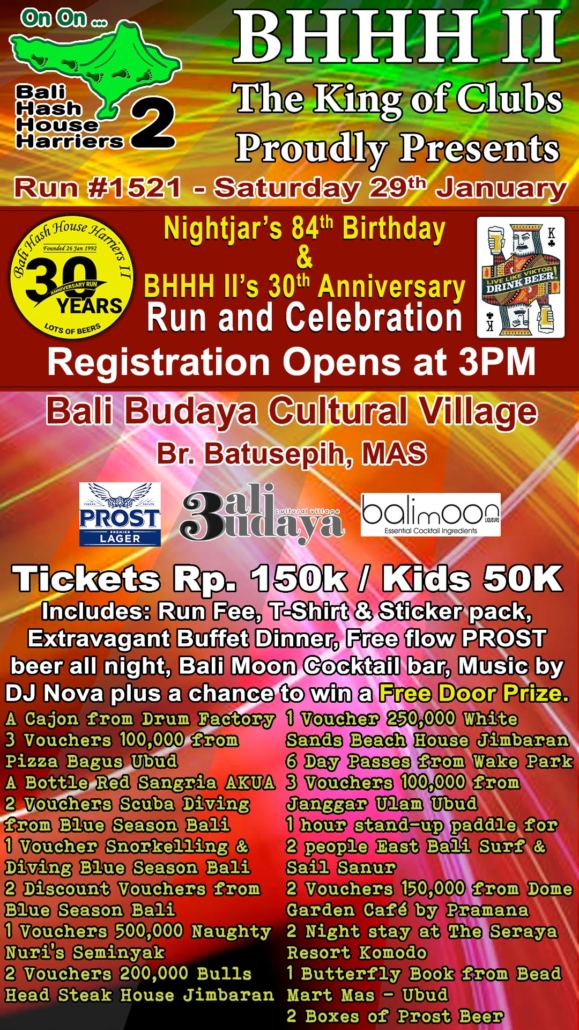 On On ...
Bali
Hash
House
Harriers 2
BHHH II
The King of Clubs
Proudly Presents
Run #1521 - Saturday 29th January
Bali Hash House Harriers II
Founded 26 Jan 1992
30
ANNIVERSARY RUN
YEARS
LOTS OF BEERS
Nightjar's 84th Birthday
&
BHHH II's 30th Anniversary
Run and Celebration
K
LIVE LIKE VIKTOR
DRINK BEER!
K
Registration Opens at 3PM
Bali Budaya Cultural Village
Br. Batusepih, MAS
PROST
PREMIER
LAGER
Bali
cultural village
Budaya
balimoon
LIQUEURS
Essential Cocktail Ingredients
Tickets Rp. 150k / Kids 50K
Includes: Run Fee, T-Shirt & Sticker pack,
Extravagant Buffet Dinner, Free flow PROST
beer all night, Bali Moon Cocktail bar, Music by
DJ Nova plus a chance to win a Free Door Prize.
A Cajon from Drum Factory
3 Vouchers 100,000 from
Pizza Bagus Ubud
A Bottle Red Sangria AKUA
2 Vouchers Scuba Diving
from Blue Season Bali
1 Voucher Snorkelling &
Diving Blue Season Bali
2 Discount Vouchers from
Blue Season Bali
1 Vouchers 500,000 Naughty
Nuri's Seminyak
2 Vouchers 200,000 Bulls
Head Steak House Jimbaran
1 Voucher 250,000 White
Sands Beach House Jimbaran
6 Day Passes from Wake Park
3 Vouchers 100,000 from
Janggar Ulam Ubud
1 hour stand-up paddle for
2 people East Bali Surf &
Sail Sanur
2 Vouchers 150,000 from Dome
Garden Café by Pramana
2 Night stay at The Seraya
Resort Komodo
1 Butterfly Book from Bead
Mart Mas - Ubud
2 Boxes of Prost Beer